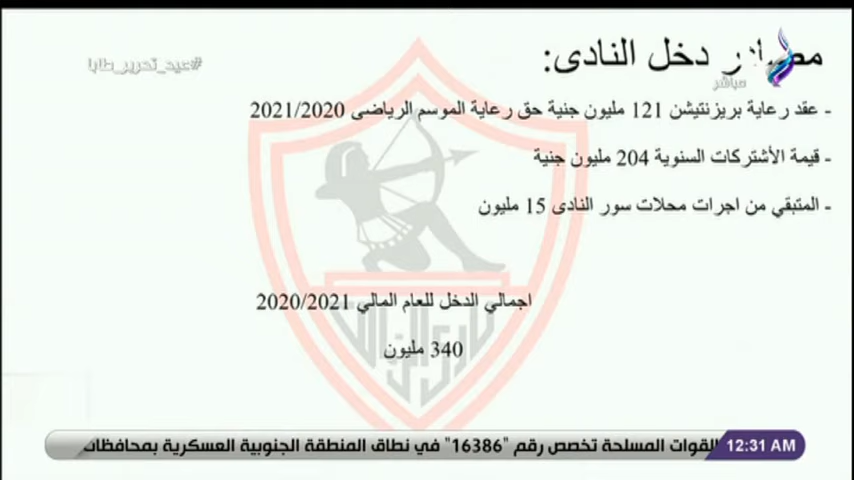 مصادر دخل النادى:
#عيد_تحرير_طابا
مباشر
- عقد رعاية بريزنتيشن 121 مليون جنية حق رعاية الموسم الرياضى 2021/2020
- قيمة الأشتركات السنوية 204 مليون جنية
- المتبقي من اجرات محلات سور النادى 15 مليون
اجمالي الدخل للعام المالي 2020/2021
340 مليون
12:31 AM
القوات المسلحة تخصص رقم "16386" في نطاق المنطقة الجنوبية العسكرية بمحافظات